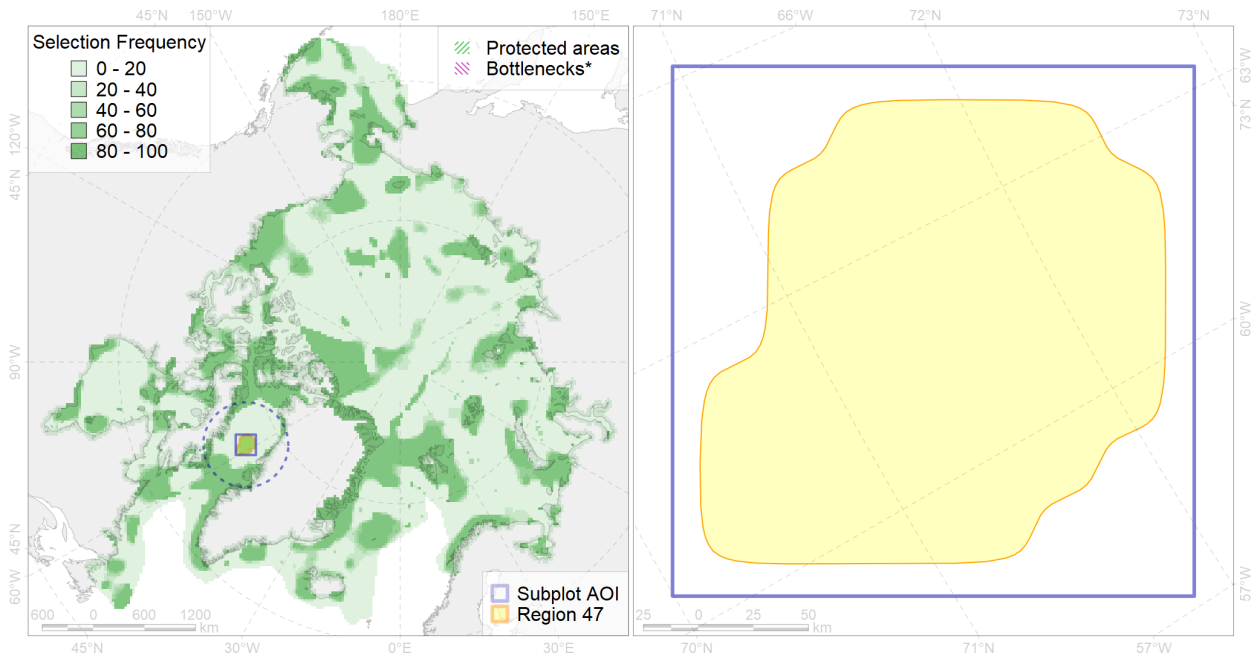 45°N 150°W 180°E 150°E 71°N 66°W 72°N 73°N
Selection Frequency
0 - 20
20 - 40
40 - 60
60 - 80
80 - 100
Protected areas
Bottlenecks*
120°W
45°N
90°W
45°N
60°W
63°W
73°N
60°W
57°W
Subplot AOI
Region 47
600 0 600 1200
km
25 0 25 50
km
45°N 30°W 0°E 30°E 70°N 71°N 57°W